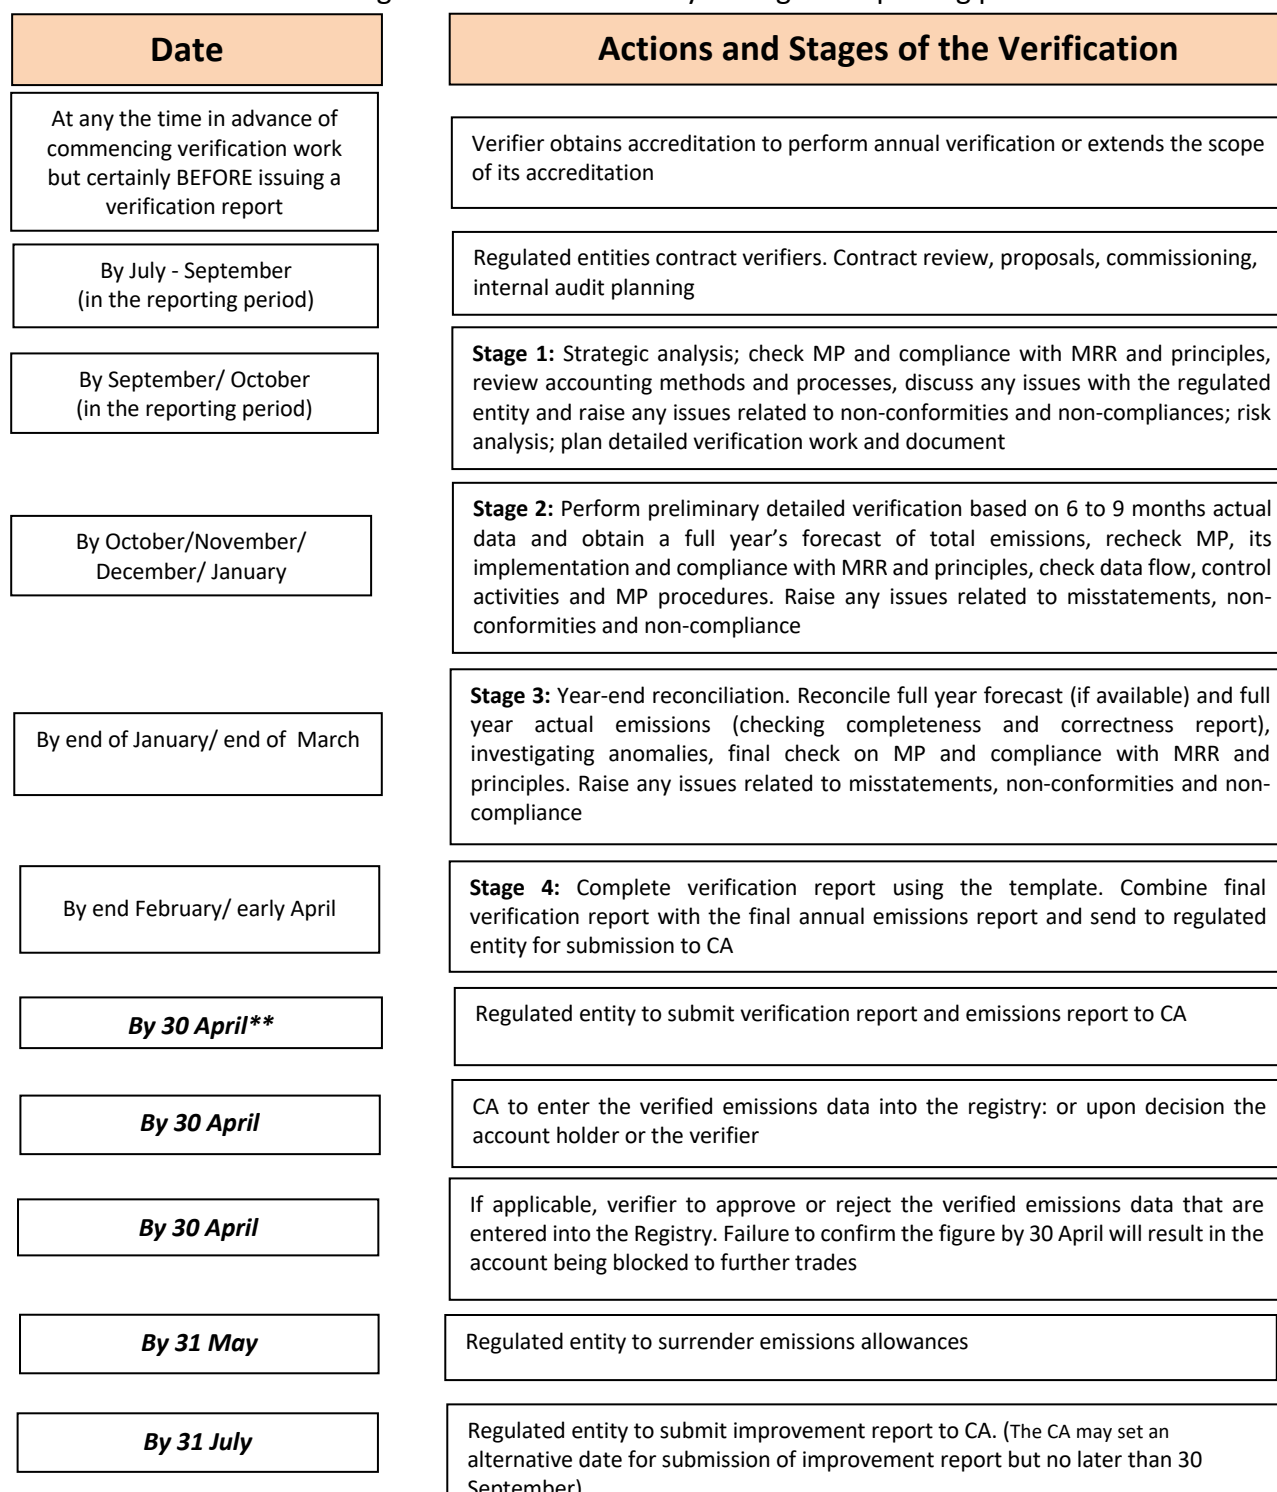 Date
Actions and Stages of the Verification
At any the time in advance of
commencing verification work
but certainly BEFORE issuing a
verification report
Verifier obtains accreditation to perform annual verification or extends the scope
of its accreditation
By July - September
(in the reporting period)
Regulated entities contract verifiers. Contract review, proposals, commissioning,
internal audit planning
By September/ October
(in the reporting period)
Stage 1: Strategic analysis; check MP and compliance with MRR and principles,
review accounting methods and processes, discuss any issues with the regulated
entity and raise any issues related to non-conformities and non-compliances; risk
analysis; plan detailed verification work and document
By October/November/
December/ January
Stage 2: Perform preliminary detailed verification based on 6 to 9 months actual
data and obtain a full year’s forecast of total emissions, recheck MP, its
implementation and compliance with MRR and principles, check data flow, control
activities and MP procedures. Raise any issues related to misstatements, non-
conformities and non-compliance
By end of January/ end of March
Stage 3: Year-end reconciliation. Reconcile full year forecast (if available) and full
year actual emissions (checking completeness and correctness report),
investigating anomalies, final check on MP and compliance with MRR and
principles. Raise any issues related to misstatements, non-conformities and non-
compliance
By end February/ early April
Stage 4: Complete verification report using the template. Combine final
verification report with the final annual emissions report and send to regulated
entity for submission to CA
By 30 April**
Regulated entity to submit verification report and emissions report to CA
By 30 April
CA to enter the verified emissions data into the registry: or upon decision the
account holder or the verifier
By 30 April
If applicable, verifier to approve or reject the verified emissions data that are
entered into the Registry. Failure to confirm the figure by 30 April will result in the
account being blocked to further trades
By 31 May
Regulated entity to surrender emissions allowances
By 31 July
Regulated entity to submit improvement report to CA. (The CA may set an
alternative date for submission of improvement report but no later than 30
September)